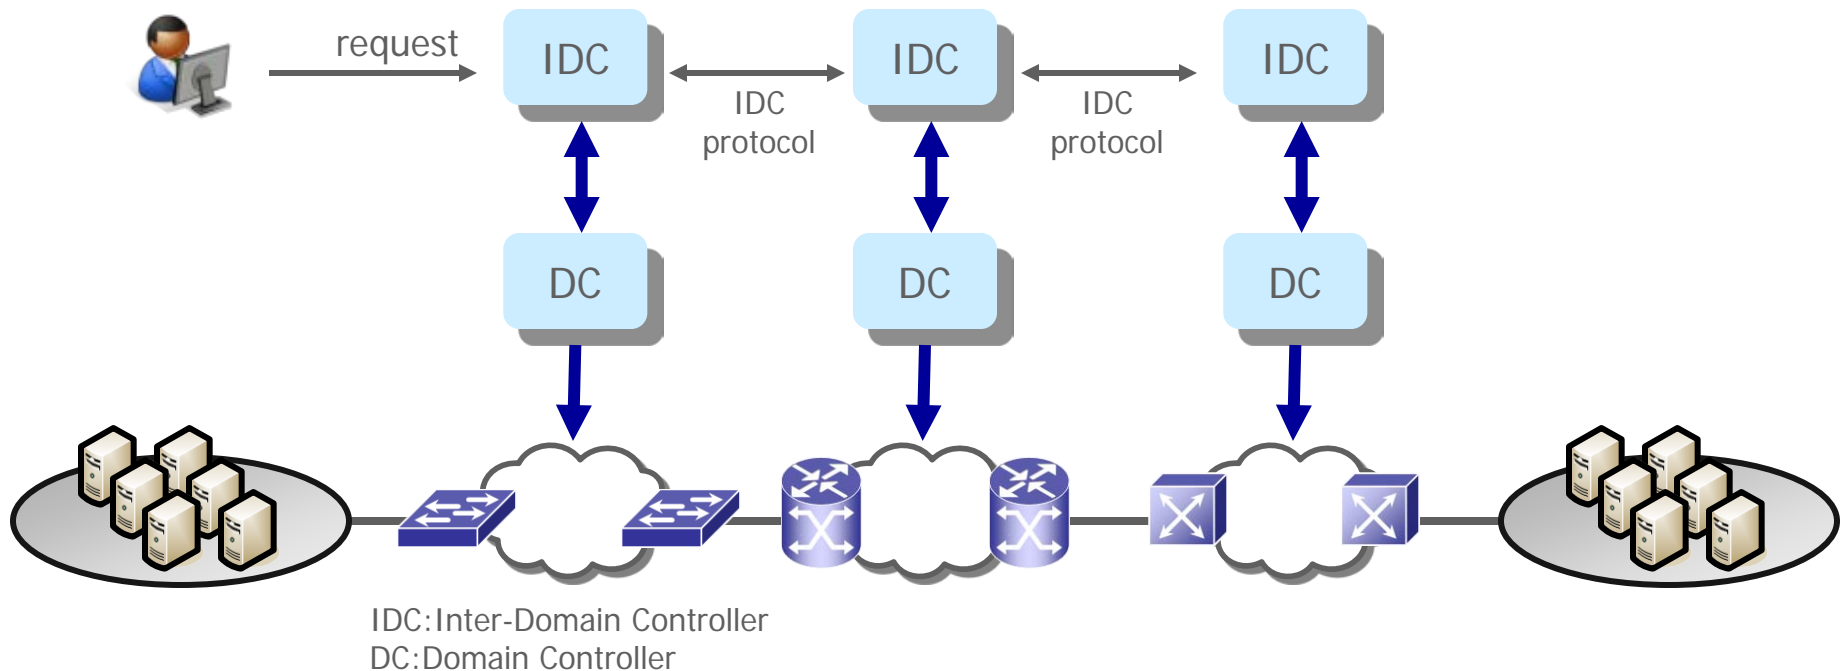 request
IDC
IDC
IDC
IDC
protocol
IDC
protocol
DC
DC
DC
IDC:Inter-Domain Controller
DC:Domain Controller